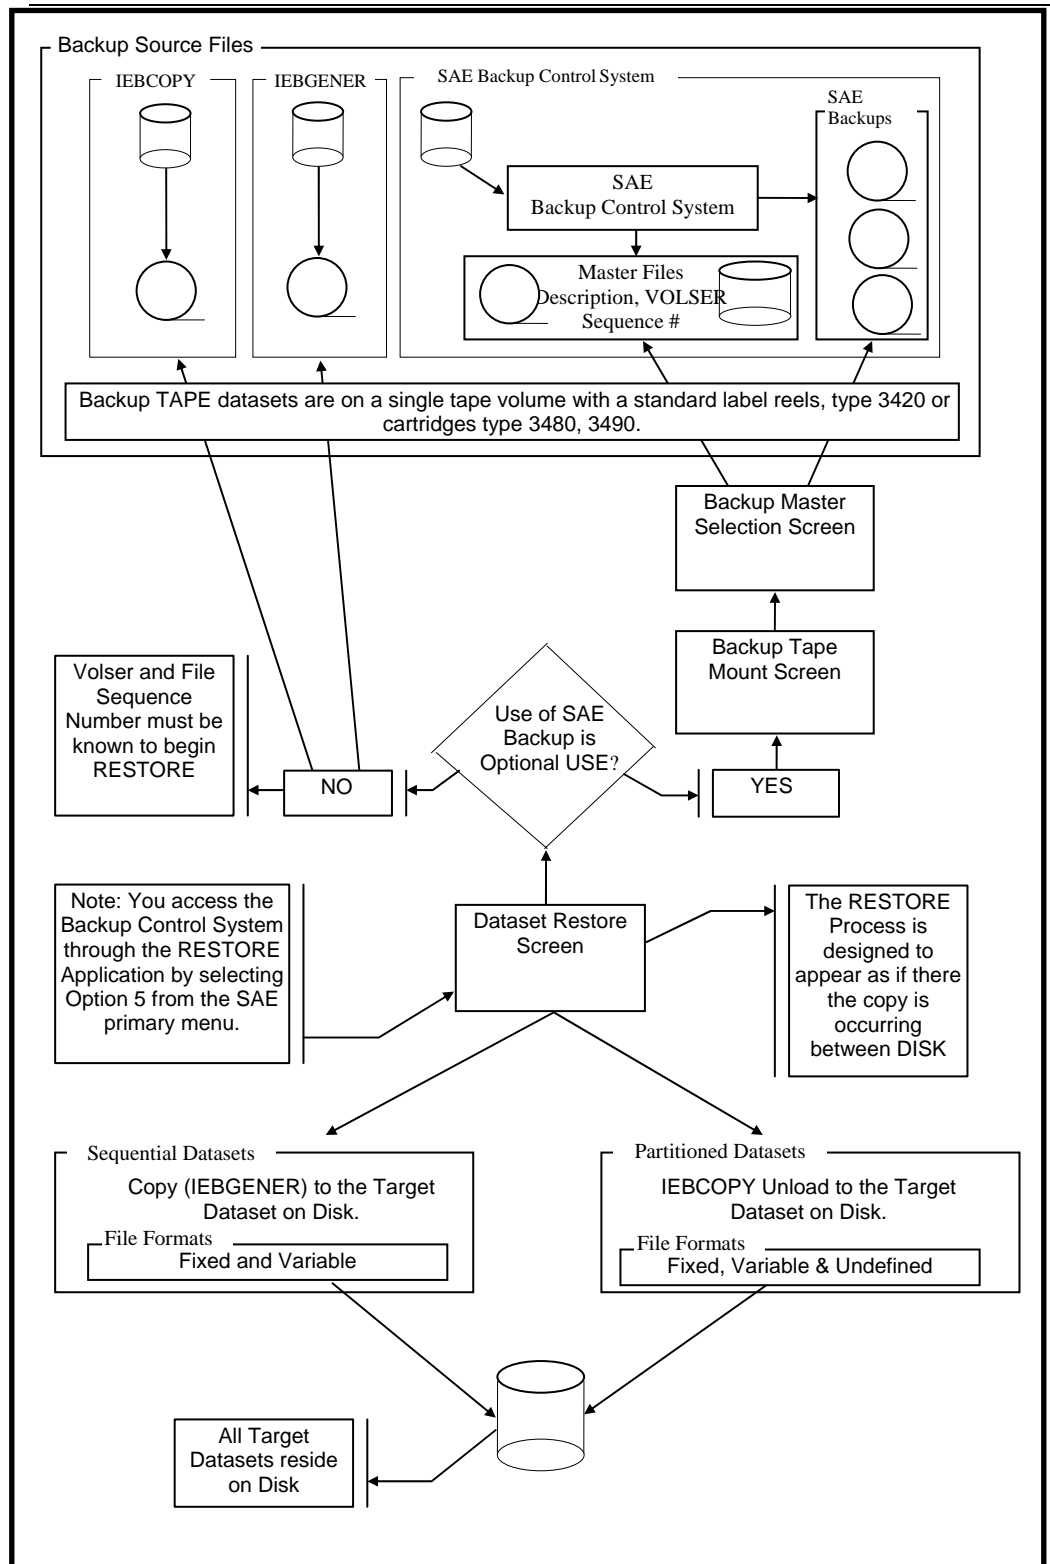 Backup Source Files
IEBCOPY
IEBGENER
SAE Backup Control System
SAE
Backups
SAE
Backup Control System
Master Files
Description, VOLSER
Sequence #
Backup TAPE datasets are on a single tape volume with a standard label reels, type 3420 or
cartridges type 3480, 3490.
Backup Master
Selection Screen
Backup Tape
Mount Screen
Volser and File
Sequence
Number must be
known to begin
RESTORE
Use of SAE
Backup is
Optional USE?
NO
YES
Note: You access the
Backup Control System
through the RESTORE
Application by selecting
Option 5 from the SAE
primary menu.
Dataset Restore
Screen
The RESTORE
Process is
designed to
appear as if there
the copy is
occurring
between DISK
Sequential Datasets
Copy (IEBGENER) to the Target
Dataset on Disk.
File Formats
Fixed and Variable
Partitioned Datasets
IEBCOPY Unload to the Target
Dataset on Disk.
File Formats
Fixed, Variable & Undefined
All Target
Datasets reside
on Disk